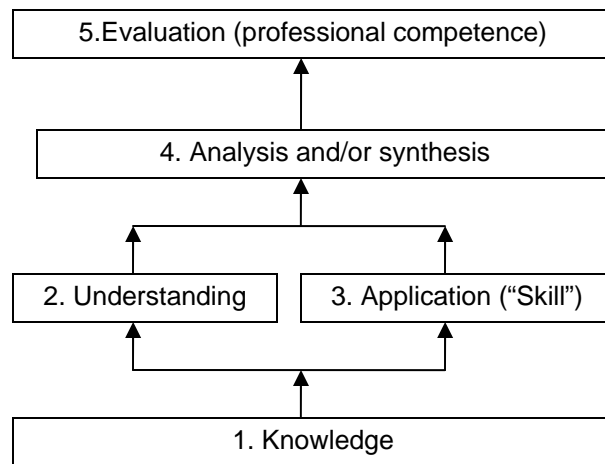 5.Evaluation (professional competence)
4. Analysis and/or synthesis
2. Understanding
3. Application (“Skill”)
1. Knowledge